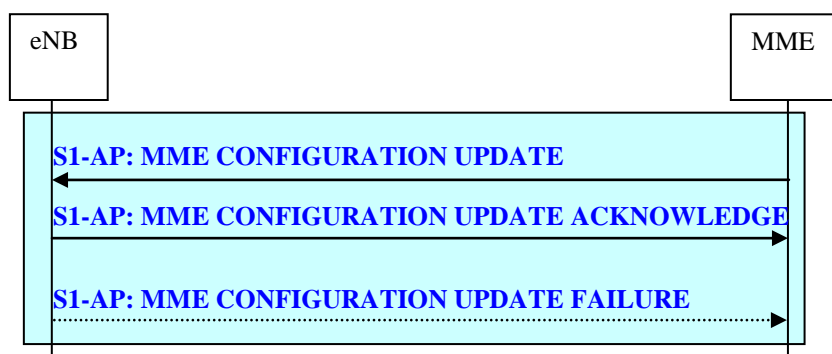 eNB
MME
S1-AP: MME CONFIGURATION UPDATE
S1-AP: MME CONFIGURATION UPDATE ACKNOWLEDGE
S1-AP: MME CONFIGURATION UPDATE FAILURE